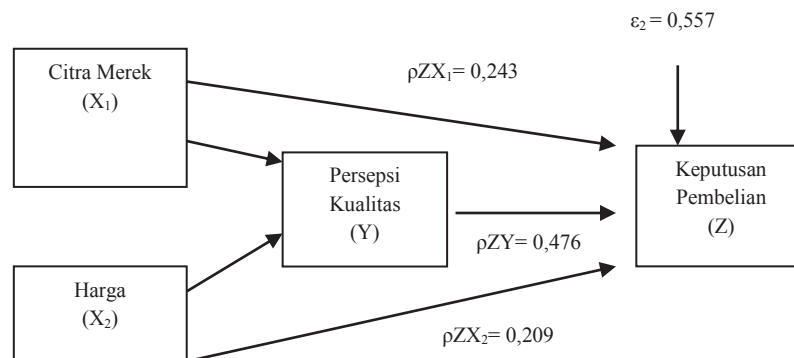 ε₂ = 0,557
Citra Merek
(X₁)
ρZX₁= 0,243
Persepsi
Kualitas
(Y)
Keputusan
Pembelian
(Z)
ρZY= 0,476
Harga
(X₂)
ρZX₂= 0,209